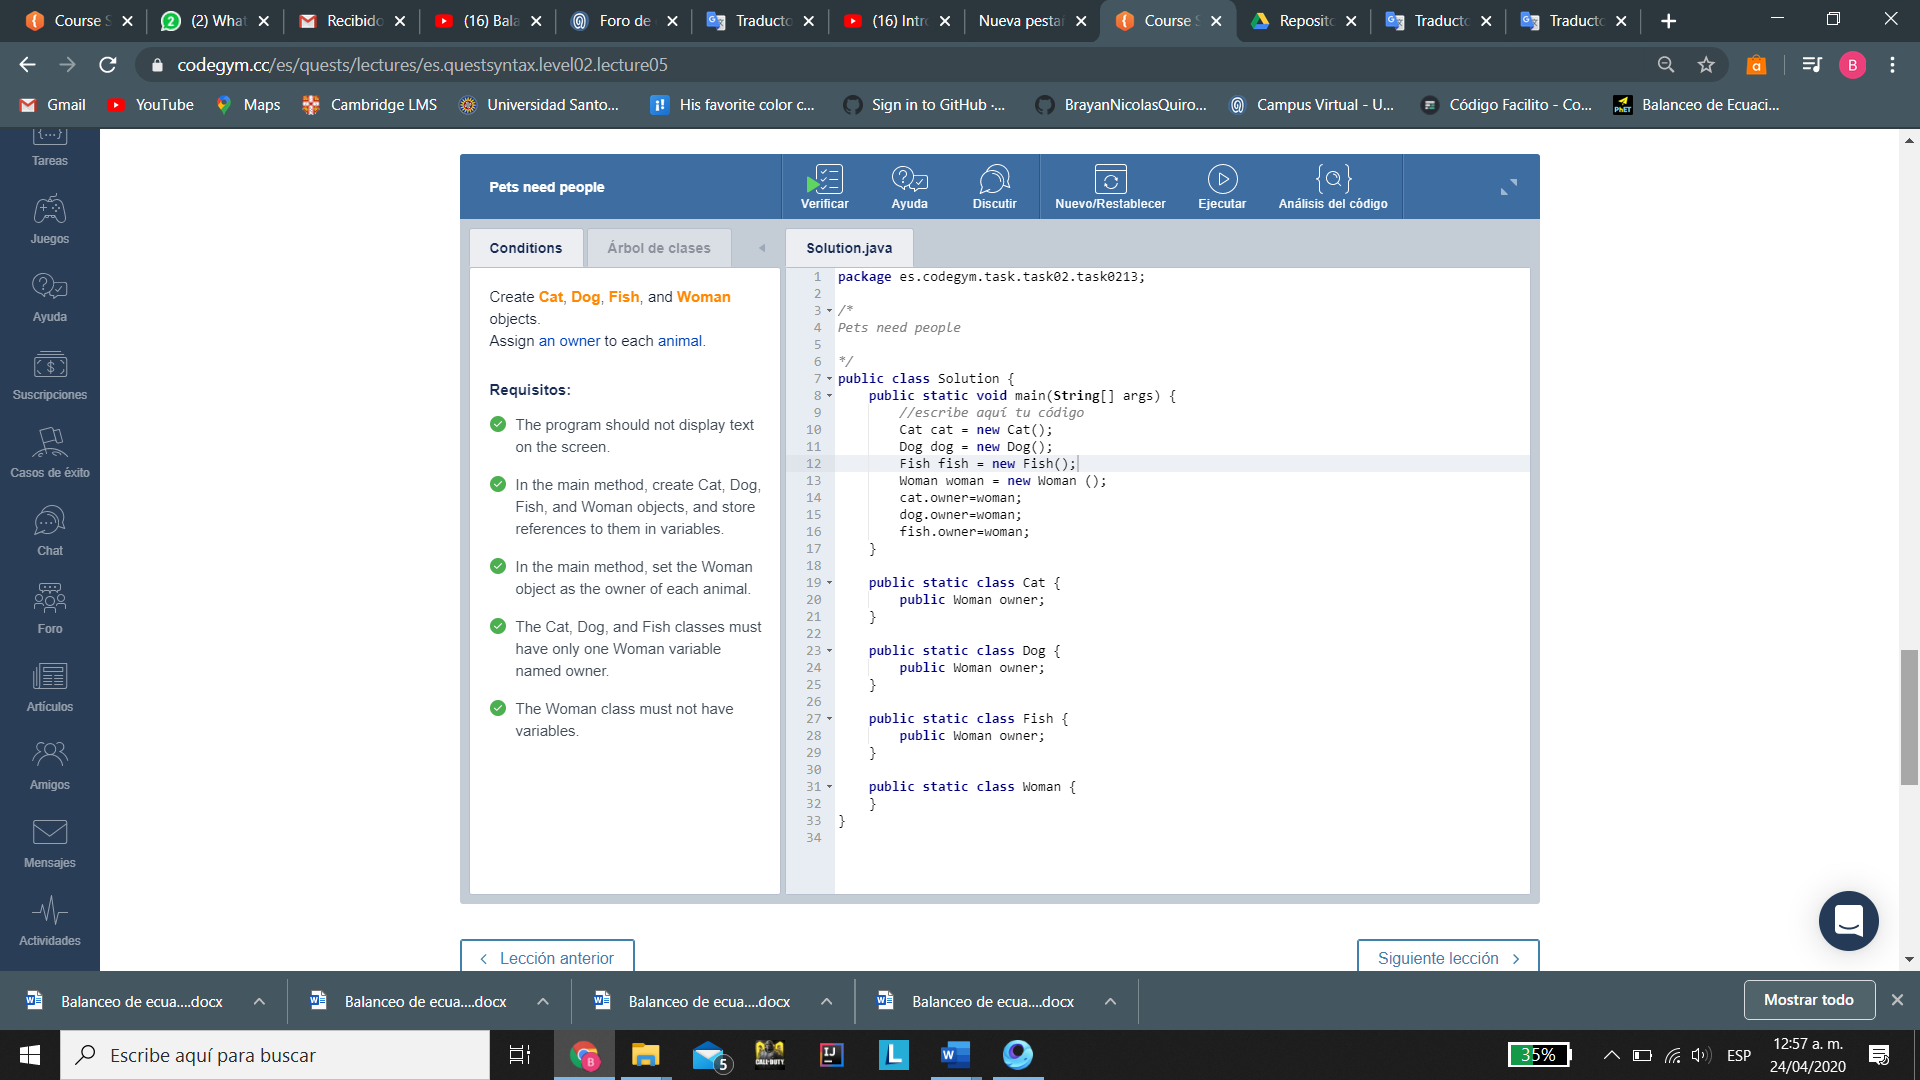 Course S
(2) What
Recibido
(16) Bala
Foro de
Traducto
(16) Intro
Nueva pesta
Course S
Reposito
Traducto
Traducto
codegym.cc/es/quests/lectures/es.questsyntax.level02.lecture05
B
Gmail
YouTube
Maps
Cambridge LMS
Universidad Santo...
His favorite color c...
Sign in to GitHub ·...
BrayanNicolasQuiro...
Campus Virtual - U...
Código Facilito - Co...
Balanceo de Ecuaci...
Tareas
Juegos
Ayuda
Suscripciones
Casos de éxito
Chat
Foro
Artículos
Amigos
Mensajes
Actividades
Pets need people
Verificar
Ayuda
Discutir
Nuevo/Restablecer
Ejecutar
Análisis del código
Conditions
Árbol de clases
Solution.java
Create Cat, Dog, Fish, and Woman
objects.
Assign an owner to each animal.
Requisitos:
The program should not display text
on the screen.
In the main method, create Cat, Dog,
Fish, and Woman objects, and store
references to them in variables.
In the main method, set the Woman
object as the owner of each animal.
The Cat, Dog, and Fish classes must
have only one Woman variable
named owner.
The Woman class must not have
variables.
1 package es.codegym.task.task02.task0213;
2
3 /*
4 Pets need people
5
6 */
7 public class Solution {
8 public static void main(String[] args) {
9 //escribe aquí tu código
10 Cat cat = new Cat();
11 Dog dog = new Dog();
12 Fish fish = new Fish();
13 Woman woman = new Woman ();
14 cat.owner=woman;
15 dog.owner=woman;
16 fish.owner=woman;
17 }
18
19 public static class Cat {
20 public Woman owner;
21 }
22
23 public static class Dog {
24 public Woman owner;
25 }
26
27 public static class Fish {
28 public Woman owner;
29 }
30
31 public static class Woman {
32 }
33 }
34
Lección anterior
Siguiente lección
Balanceo de ecua....docx
Balanceo de ecua....docx
Balanceo de ecua....docx
Balanceo de ecua....docx
Mostrar todo
Escribe aquí para buscar
5
35%
ESP
12:57 a. m.
24/04/2020